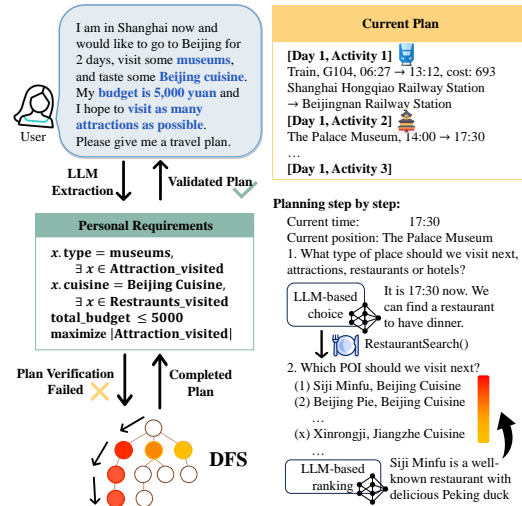 I am in Shanghai now and
would like to go to Beijing for
2 days, visit some museums,
and taste some Beijing cuisine.
My budget is 5,000 yuan and
I hope to visit as many
attractions as possible.
Please give me a travel plan.
User
LLM
Extraction
Validated Plan
Personal Requirements
x.type = museums,
∃ x ∈ Attraction_visited
x.cuisine = Beijing Cuisine,
∃ x ∈ Restraunts_visited
total_budget ≤ 5000
maximize |Attraction_visited|
Plan Verification
Failed
Completed
Plan
DFS
Current Plan
[Day 1, Activity 1]
Train, G104, 06:27 → 13:12, cost: 693
Shanghai Hongqiao Railway Station
→ Beijingnan Railway Station
[Day 1, Activity 2]
The Palace Museum, 14:00 → 17:30
…
[Day 1, Activity 3]
Planning step by step:
Current time: 17:30
Current position: The Palace Museum
1. What type of place should we visit next,
attractions, restaurants or hotels?
LLM-based
choice
It is 17:30 now. We
can find a restaurant
to have dinner.
RestaurantSearch()
2. Which POI should we visit next?
(1) Siji Minfu, Beijing Cuisine
(2) Beijing Pie, Beijing Cuisine
…
(x) Xinrongji, Jiangzhe Cuisine
…
LLM-based
ranking
Siji Minfu is a well-
known restaurant with
delicious Peking duck